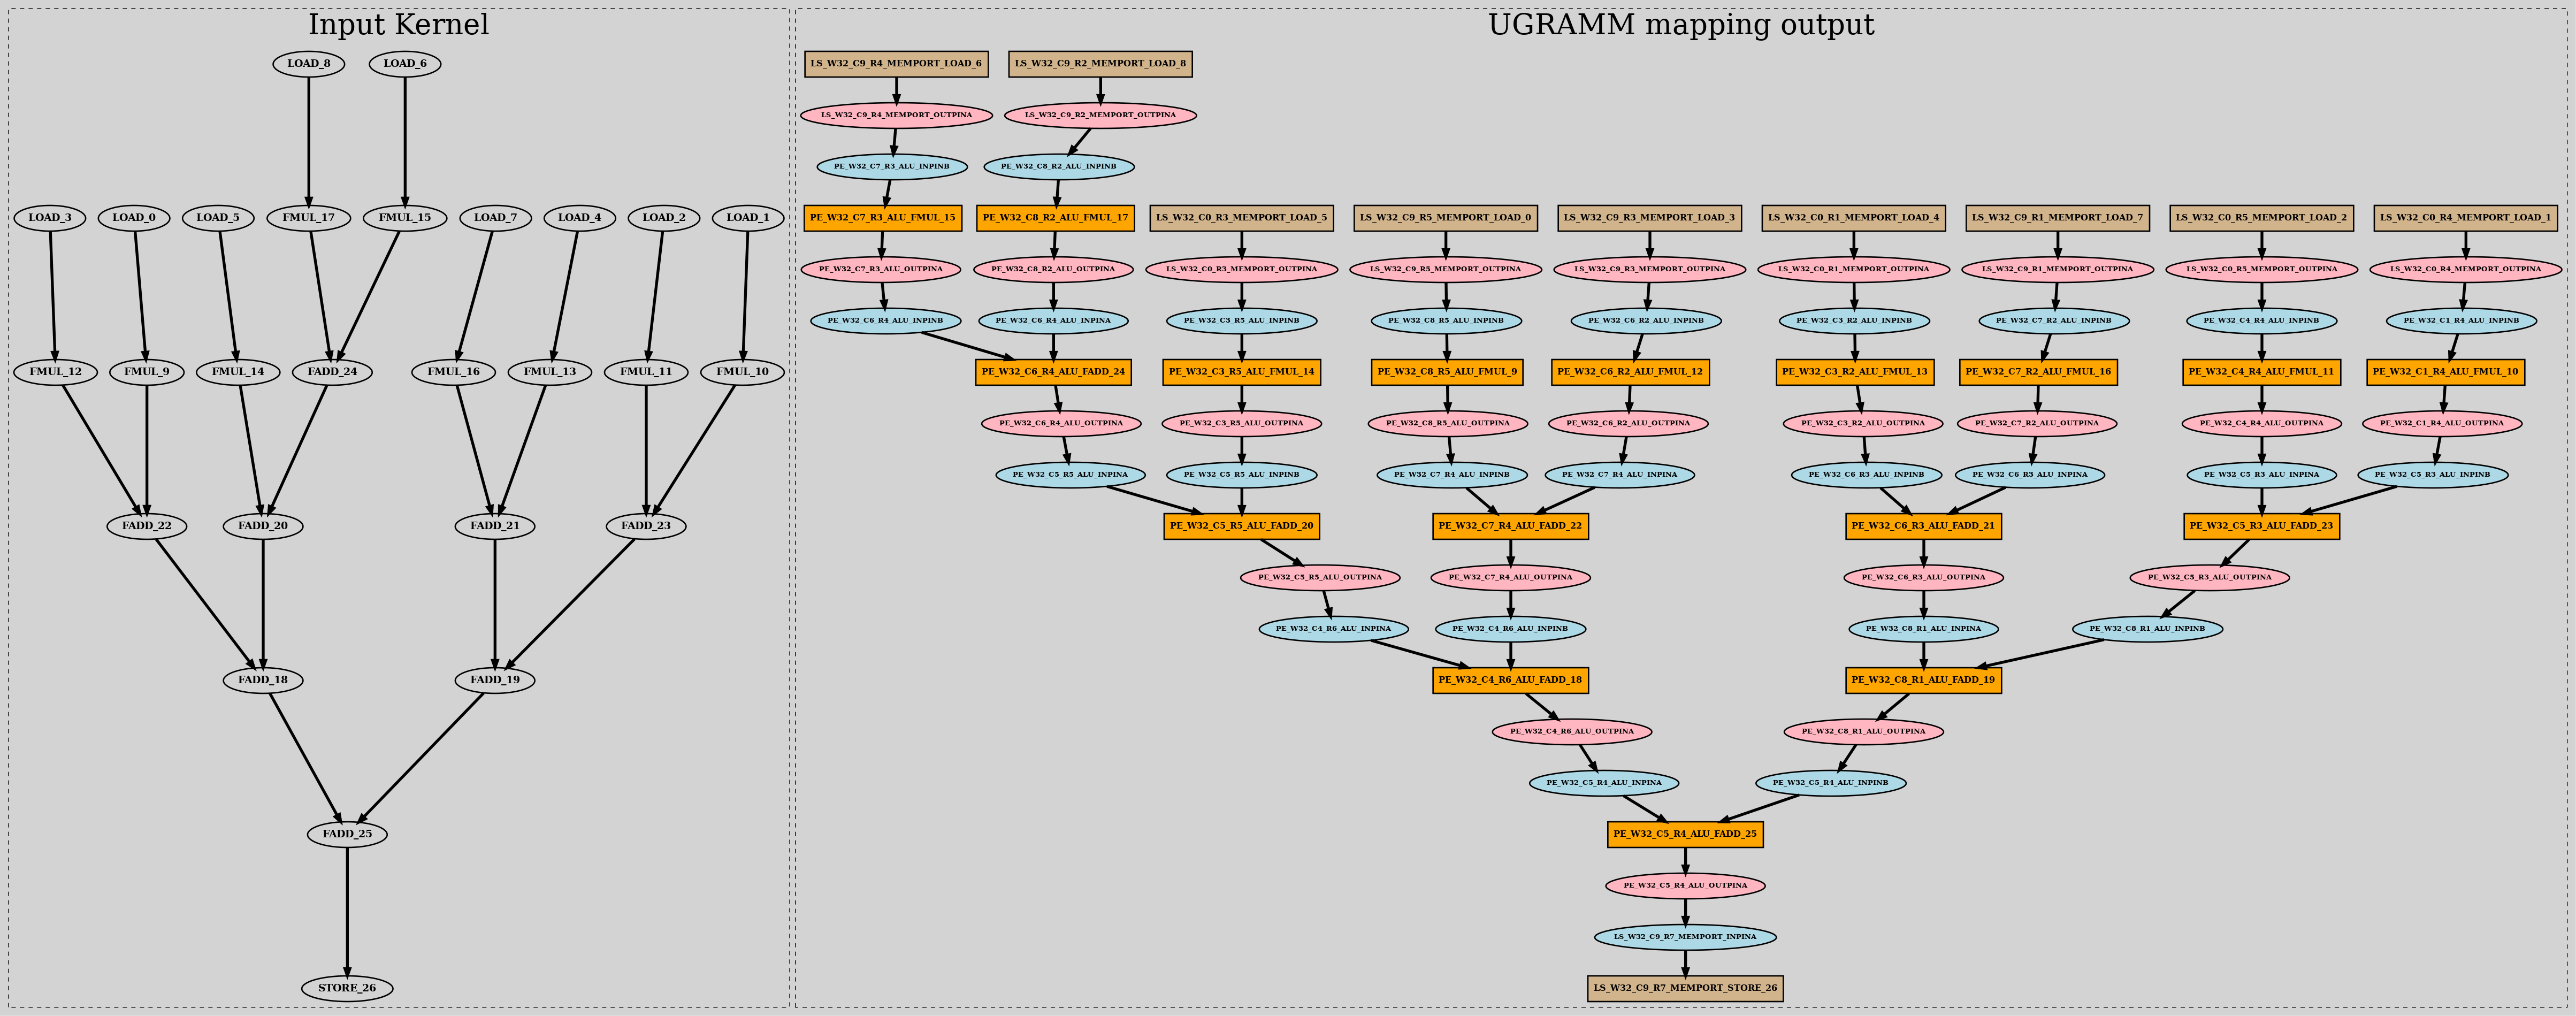 Input Kernel
LOAD_8
LOAD_6
LOAD_3
LOAD_0
LOAD_5
FMUL_17
FMUL_15
LOAD_7
LOAD_4
LOAD_2
LOAD_1
FMUL_12
FMUL_9
FMUL_14
FADD_24
FMUL_16
FMUL_13
FMUL_11
FMUL_10
FADD_22
FADD_20
FADD_21
FADD_23
FADD_18
FADD_19
FADD_25
STORE_26
UGRAMM mapping output
LS_W32_C9_R4_MEMPORT_LOAD_6
LS_W32_C9_R2_MEMPORT_LOAD_8
LS_W32_C9_R4_MEMPORT_OUTPINA
LS_W32_C9_R2_MEMPORT_OUTPINA
PE_W32_C7_R3_ALU_INPINB
PE_W32_C8_R2_ALU_INPINB
PE_W32_C7_R3_ALU_FMUL_15
PE_W32_C8_R2_ALU_FMUL_17
LS_W32_C0_R3_MEMPORT_LOAD_5
LS_W32_C9_R5_MEMPORT_LOAD_0
LS_W32_C9_R3_MEMPORT_LOAD_3
LS_W32_C0_R1_MEMPORT_LOAD_4
LS_W32_C9_R1_MEMPORT_LOAD_7
LS_W32_C0_R5_MEMPORT_LOAD_2
LS_W32_C0_R4_MEMPORT_LOAD_1
PE_W32_C7_R3_ALU_OUTPINA
PE_W32_C8_R2_ALU_OUTPINA
LS_W32_C0_R3_MEMPORT_OUTPINA
LS_W32_C9_R5_MEMPORT_OUTPINA
LS_W32_C9_R3_MEMPORT_OUTPINA
LS_W32_C0_R1_MEMPORT_OUTPINA
LS_W32_C9_R1_MEMPORT_OUTPINA
LS_W32_C0_R5_MEMPORT_OUTPINA
LS_W32_C0_R4_MEMPORT_OUTPINA
PE_W32_C6_R4_ALU_INPINB
PE_W32_C6_R4_ALU_INPINA
PE_W32_C3_R5_ALU_INPINB
PE_W32_C8_R5_ALU_INPINB
PE_W32_C6_R2_ALU_INPINB
PE_W32_C3_R2_ALU_INPINB
PE_W32_C7_R2_ALU_INPINB
PE_W32_C4_R4_ALU_INPINB
PE_W32_C1_R4_ALU_INPINB
PE_W32_C6_R4_ALU_FADD_24
PE_W32_C3_R5_ALU_FMUL_14
PE_W32_C8_R5_ALU_FMUL_9
PE_W32_C6_R2_ALU_FMUL_12
PE_W32_C3_R2_ALU_FMUL_13
PE_W32_C7_R2_ALU_FMUL_16
PE_W32_C4_R4_ALU_FMUL_11
PE_W32_C1_R4_ALU_FMUL_10
PE_W32_C6_R4_ALU_OUTPINA
PE_W32_C3_R5_ALU_OUTPINA
PE_W32_C8_R5_ALU_OUTPINA
PE_W32_C6_R2_ALU_OUTPINA
PE_W32_C3_R2_ALU_OUTPINA
PE_W32_C7_R2_ALU_OUTPINA
PE_W32_C4_R4_ALU_OUTPINA
PE_W32_C1_R4_ALU_OUTPINA
PE_W32_C5_R5_ALU_INPINA
PE_W32_C5_R5_ALU_INPINB
PE_W32_C7_R4_ALU_INPINB
PE_W32_C7_R4_ALU_INPINA
PE_W32_C6_R3_ALU_INPINB
PE_W32_C6_R3_ALU_INPINA
PE_W32_C5_R3_ALU_INPINA
PE_W32_C5_R3_ALU_INPINB
PE_W32_C5_R5_ALU_FADD_20
PE_W32_C7_R4_ALU_FADD_22
PE_W32_C6_R3_ALU_FADD_21
PE_W32_C5_R3_ALU_FADD_23
PE_W32_C5_R5_ALU_OUTPINA
PE_W32_C7_R4_ALU_OUTPINA
PE_W32_C6_R3_ALU_OUTPINA
PE_W32_C5_R3_ALU_OUTPINA
PE_W32_C4_R6_ALU_INPINA
PE_W32_C4_R6_ALU_INPINB
PE_W32_C8_R1_ALU_INPINA
PE_W32_C8_R1_ALU_INPINB
PE_W32_C4_R6_ALU_FADD_18
PE_W32_C8_R1_ALU_FADD_19
PE_W32_C4_R6_ALU_OUTPINA
PE_W32_C8_R1_ALU_OUTPINA
PE_W32_C5_R4_ALU_INPINA
PE_W32_C5_R4_ALU_INPINB
PE_W32_C5_R4_ALU_FADD_25
PE_W32_C5_R4_ALU_OUTPINA
LS_W32_C9_R7_MEMPORT_INPINA
LS_W32_C9_R7_MEMPORT_STORE_26